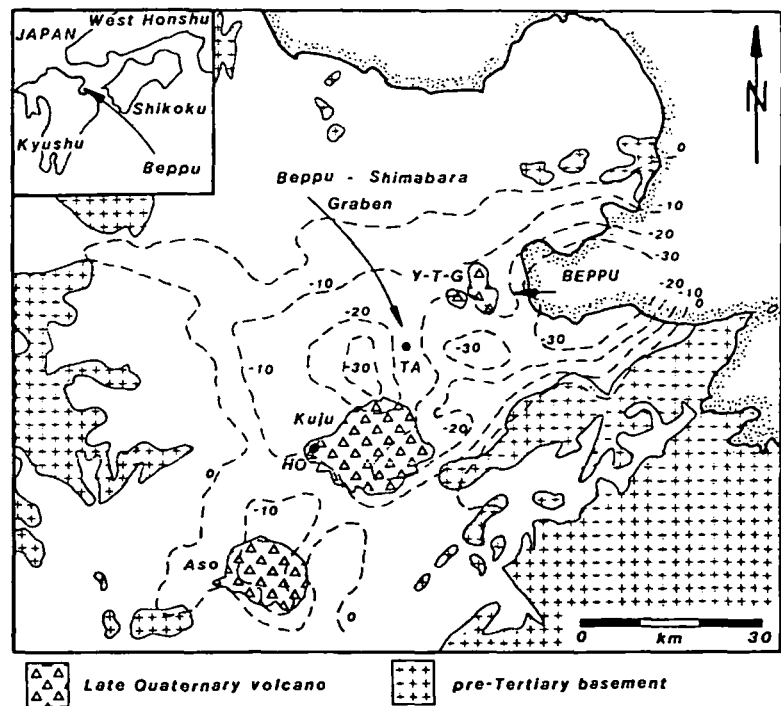 JAPAN
West Honshu
Shikoku
Kyushu
Beppu
N
Beppu - Shimabara
Graben
0
-10
-20
-30
-20
-10
0
Y-T-G
BEPPU
-10
-20
-10
-30
TA
-30
-30
Kuju
-20
HO
0
-10
Aso
0
0 30
km
Late Quaternary volcano
pre-Tertiary basement